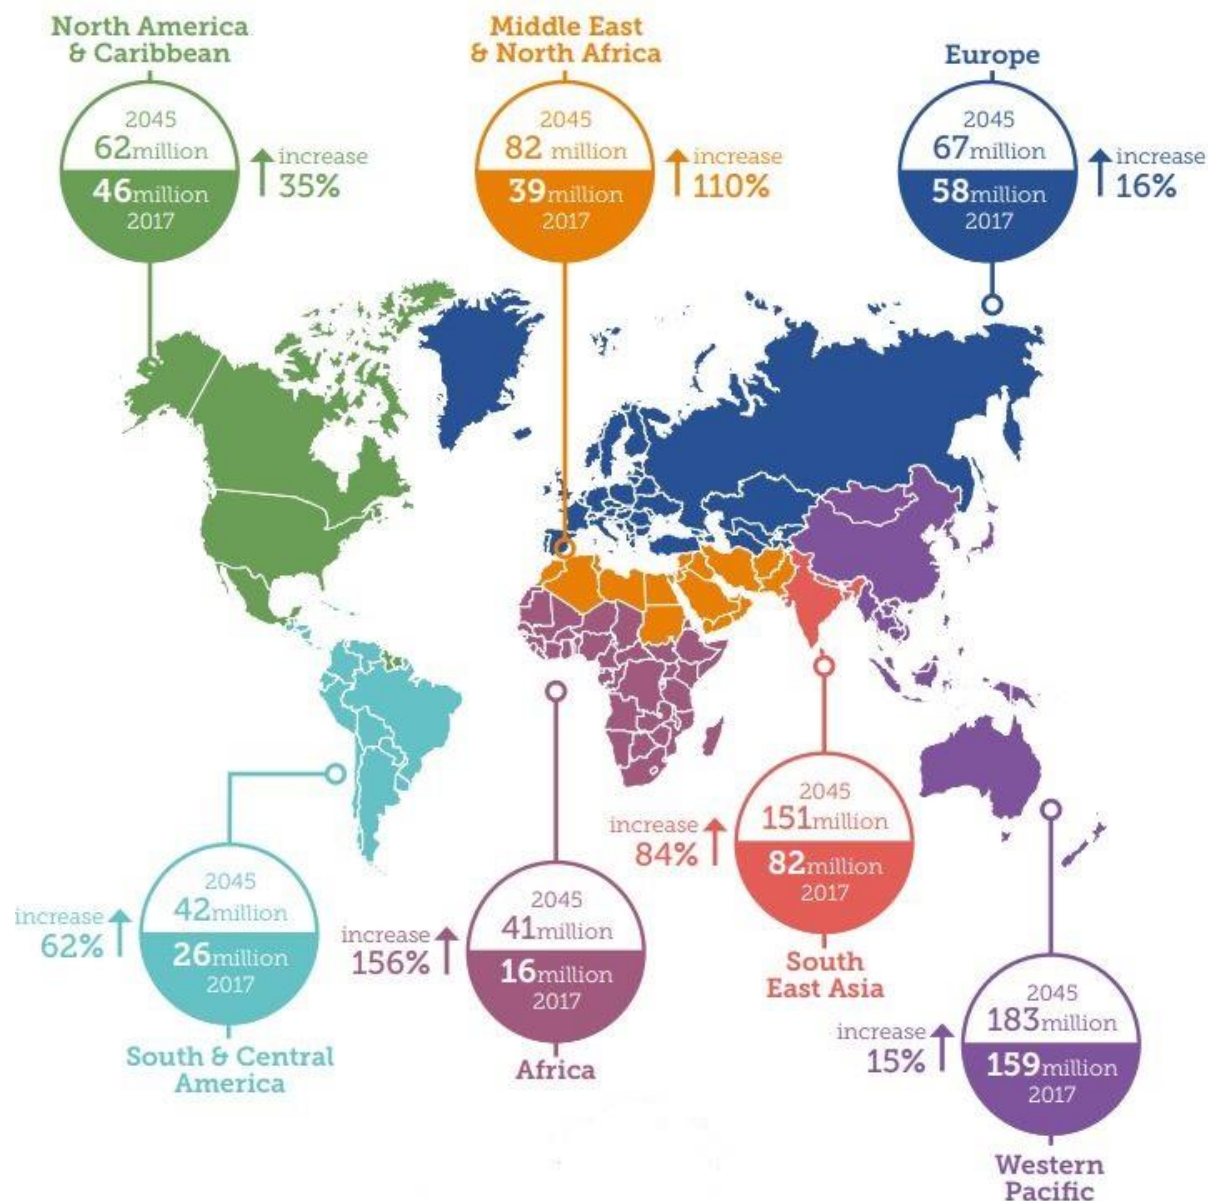 North America
& Caribbean
2045
62million
46million
2017
increase
35%
Middle East
& North Africa
2045
82 million
39million
2017
increase
110%
Europe
2045
67million
58million
2017
increase
16%
2045
42million
26million
2017
increase
62%
South & Central
America
2045
41million
16million
2017
increase
156%
Africa
2045
151million
82million
2017
increase
84%
South
East Asia
2045
183million
159million
2017
increase
15%
Western
Pacific